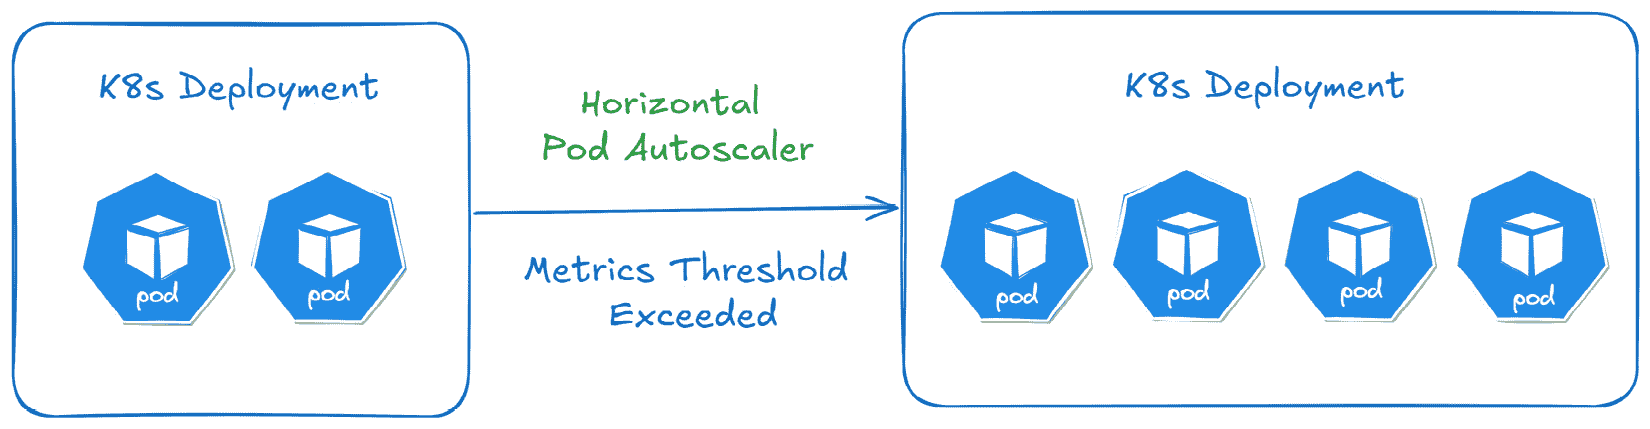 K8s Deployment
pod
pod
Horizontal
Pod Autoscaler
Metrics Threshold
Exceeded
K8s Deployment
pod
pod
pod
pod